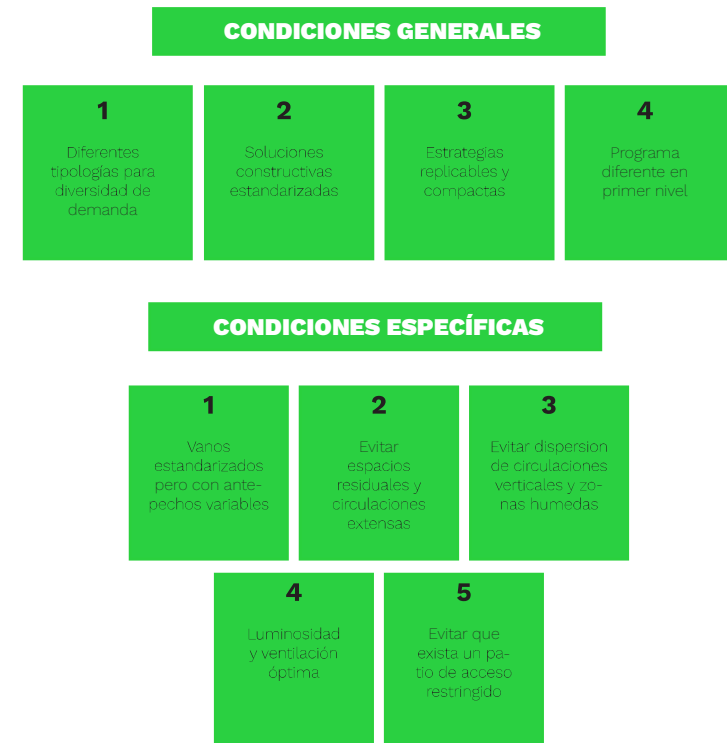 CONDICIONES GENERALES
1
Diferentes
tipologías para
diversidad de
demanda
2
Soluciones
constructivas
estandarizadas
3
Estrategias
replicables y
compactas
4
Programa
diferente en
primer nivel
CONDICIONES ESPECÍFICAS
1
Vanos
estandarizados
pero con ante-
pechos variables
2
Evitar
espacios
residuales y
circulaciones
extensas
3
Evitar dispersion
de circulaciones
verticales y zo-
nas humedas
4
Luminosidad
y ventilación
óptima
5
Evitar que
exista un pa-
tio de acceso
restringido